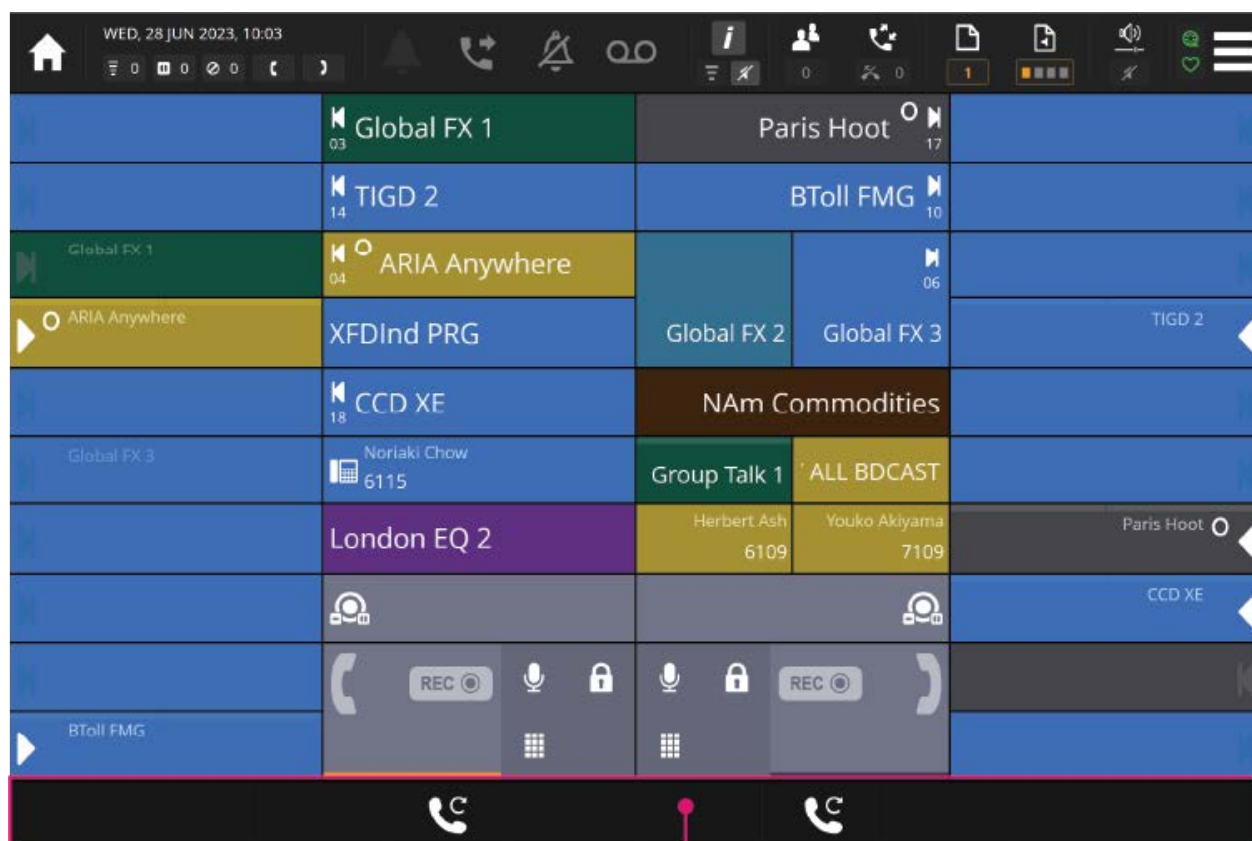 WED, 28 JUN 2023, 10:03
0 0 0
0 0 1
03 Global FX 1
Paris Hoot 17
14 TIGD 2
BToll FMG 10
Global FX 1
04 ARIA Anywhere
06
ARIA Anywhere
XFDInd PRG
Global FX 2
Global FX 3
TIGD 2
18 CCD XE
NAm Commodities
Global FX 3
Noriaki Chow
6115
Group Talk 1
ALL BDCAST
London EQ 2
Herbert Ash
6109
Youko Akiyama
7109
Paris Hoot
CCD XE
REC
REC
BToll FMG